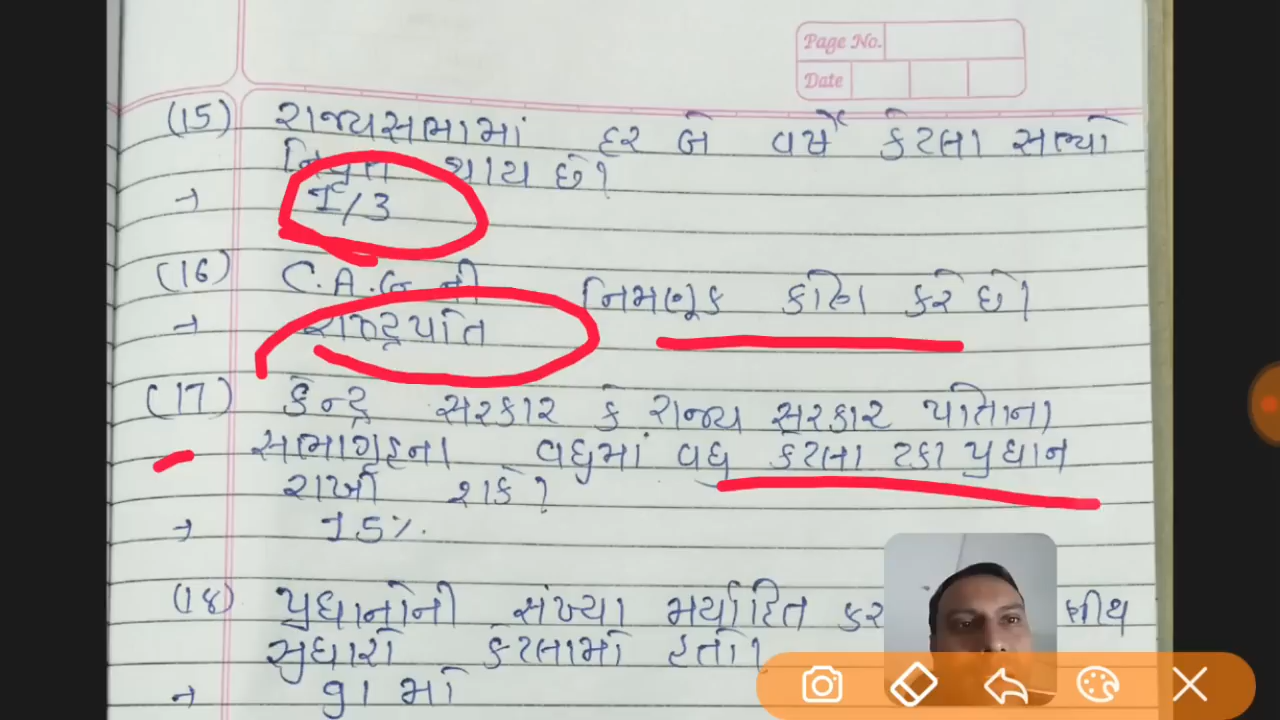 Page No.
Date
(15) રાજ્યસભામાં દર બે વર્ષે કેટલા સભ્યો
નિવૃત્ત થાય છે?
→ 1/3
(16) C.A.G ની નિમણૂક કોણ કરે છે?
→ રાષ્ટ્રપતિ
(17) કેન્દ્ર સરકાર કે રાજ્ય સરકાર પોતાના
સભાગૃહના વધુમાં વધુ કેટલા ટકા પ્રધાન
રાખી શકે?
→ 15%.
(18) પ્રધાનોની સંખ્યા મર્યાદિત કર
સુધારો કેટલામો હતો?
→ 91 મો